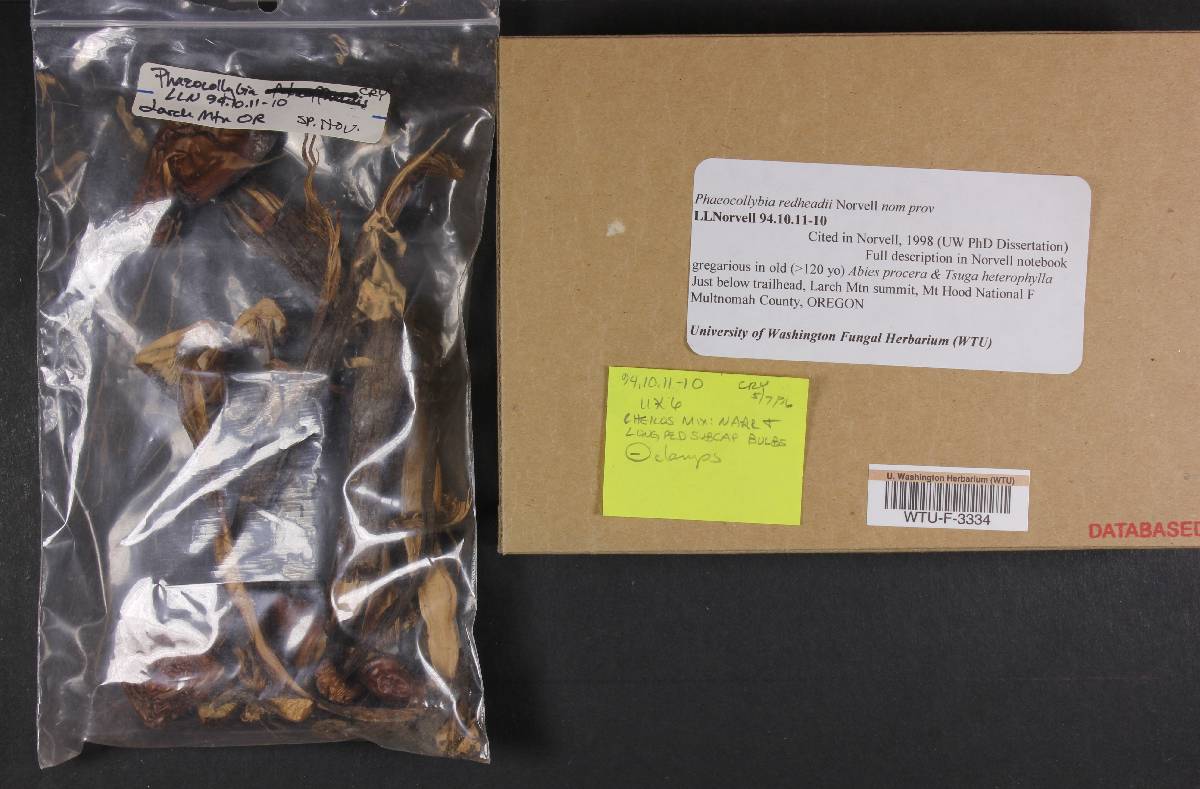 Phaeocollybia CRY
LLN 94.10.11-10
Larch Mtn OR SP. NOV.
Phaeocollybia redheadii Norvell nom prov
LLNorvell 94.10.11-10
Cited in Norvell, 1998 (UW PhD Dissertation)
Full description in Norvell notebook
gregarious in old (>120 yo) Abies procera & Tsuga heterophylla
Just below trailhead, Larch Mtn summit, Mt Hood National F
Multnomah County, OREGON
University of Washington Fungal Herbarium (WTU)
94.10.11-10 CRY
11x6 5/7/96
CHEILOS MIX: NARR +
LONG PED SUBCAP BULBS
⊖ clamps
U. Washington Herbarium (WTU)
WTU-F-3334
DATABASED